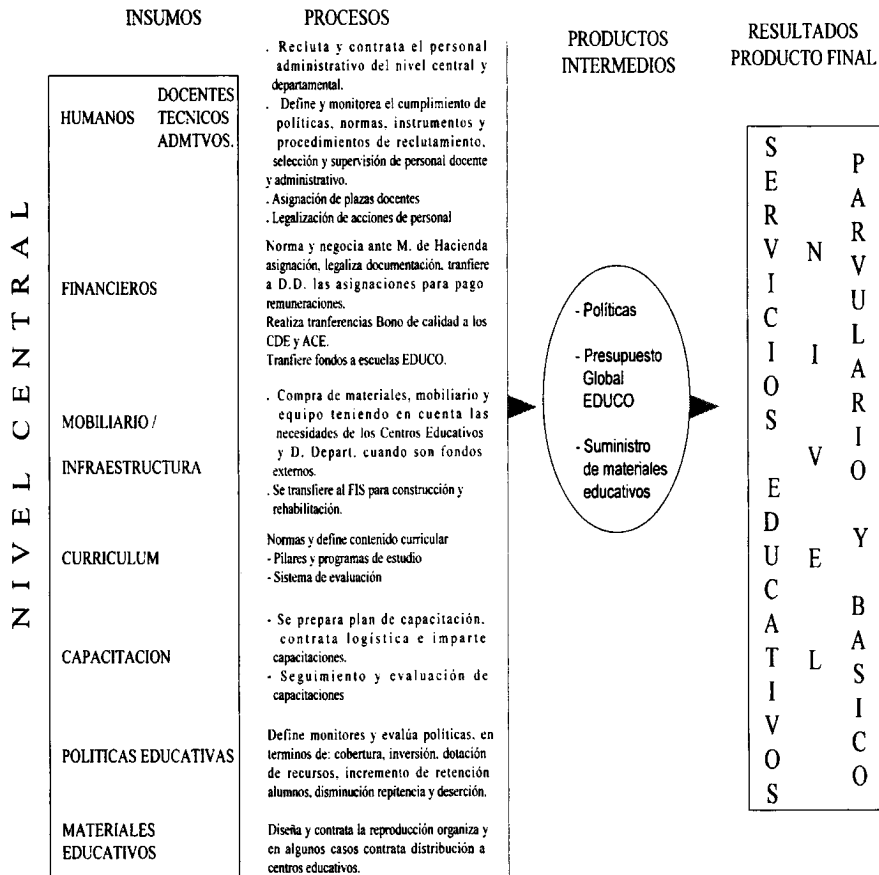 INSUMOS
PROCESOS
PRODUCTOS
INTERMEDIOS
RESULTADOS
PRODUCTO FINAL
NIVEL CENTRAL
HUMANOS
DOCENTES
TECNICOS
ADMTVOS.
. Recluta y contrata el personal
administrativo del nivel central y
departamental.
. Define y monitorea el cumplimiento de
políticas, normas, instrumentos y
procedimientos de reclutamiento,
selección y supervisión de personal docente
y administrativo.
. Asignación de plazas docentes
. Legalización de acciones de personal
FINANCIEROS
Norma y negocia ante M. de Hacienda
asignación, legaliza documentación, tranfiere
a D.D. las asignaciones para pago
remuneraciones.
Realiza tranferencias Bono de calidad a los
CDE y ACE.
Tranfiere fondos a escuelas EDUCO.
MOBILIARIO /
INFRAESTRUCTURA
. Compra de materiales, mobiliario y
equipo teniendo en cuenta las
necesidades de los Centros Educativos
y D. Depart. cuando son fondos
externos.
. Se transfiere al FIS para construcción y
rehabilitación.
CURRICULUM
Normas y define contenido curricular
- Pilares y programas de estudio
- Sistema de evaluación
CAPACITACION
- Se prepara plan de capacitación,
contrata logística e imparte
capacitaciones.
- Seguimiento y evaluación de
capacitaciones
POLITICAS EDUCATIVAS
Define monitores y evalúa políticas, en
terminos de: cobertura, inversión, dotación
de recursos, incremento de retención
alumnos, disminución repitencia y deserción.
MATERIALES
EDUCATIVOS
Diseña y contrata la reproducción organiza y
en algunos casos contrata distribución a
centros educativos.
- Políticas
- Presupuesto
Global
EDUCO
- Suministro
de materiales
educativos
SERVICIOS EDUCATIVOS
NIVEL
PARVULARIO Y BASICO